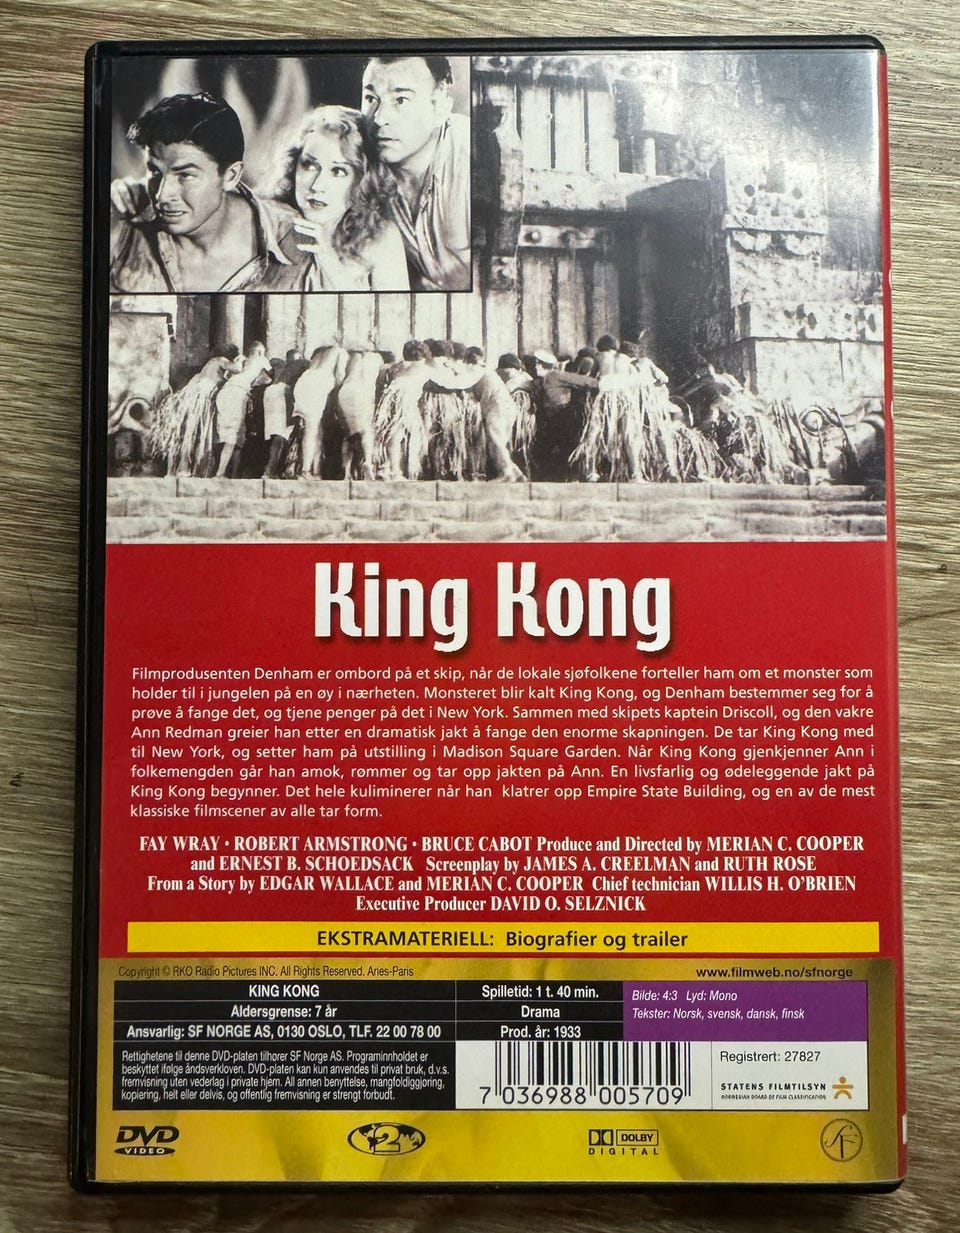 King Kong
Filmprodusenten Denham er ombord på et skip, når de lokale sjøfolkene forteller ham om et monster som
holder til i jungelen på en øy i nærheten. Monsteret blir kalt King Kong, og Denham bestemmer seg for å
prøve å fange det, og tjene penger på det i New York. Sammen med skipets kaptein Driscoll, og den vakre
Ann Redman greier han etter en dramatisk jakt å fange den enorme skapningen. De tar King Kong med
til New York, og setter ham på utstilling i Madison Square Garden. Når King Kong gjenkjenner Ann i
folkemengden går han amok, rømmer og tar opp jakten på Ann. En livsfarlig og ødeleggende jakt på
King Kong begynner. Det hele kuliminerer når han klatrer opp Empire State Building, og en av de mest
klassiske filmscener av alle tar form.
FAY WRAY • ROBERT ARMSTRONG • BRUCE CABOT Produce and Directed by MERIAN C. COOPER
and ERNEST B. SCHOEDSACK Screenplay by JAMES A. CREELMAN and RUTH ROSE
From a Story by EDGAR WALLACE and MERIAN C. COOPER Chief technician WILLIS H. O'BRIEN
Executive Producer DAVID O. SELZNICK
EKSTRAMATERIELL: Biografier og trailer
Copyright © RKO Radio Pictures INC. All Rights Reserved. Aries-Paris
www.filmweb.no/sfnorge
KING KONG
Aldersgrense: 7 år
Ansvarlig: SF NORGE AS, 0130 OSLO, TLF. 22 00 78 00
Spilletid: 1 t. 40 min.
Drama
Prod. år: 1933
Bilde: 4:3 Lyd: Mono
Tekster: Norsk, svensk, dansk, finsk
Rettighetene til denne DVD-platen tilhører SF Norge AS. Programinnholdet er
beskyttet ifølge åndsverkloven. DVD-platen kan kun anvendes til privat bruk, d.v.s.
fremvisning uten vederlag i private hjem. All annen benyttelse, mangfoldiggjøring,
kopiering, helt eller delvis, og offentlig fremvisning er strengt forbudt.
7 036988 005709
Registrert: 27827
STATENS FILMTILSYN
NORWEGIAN BOARD OF FILM CLASSIFICATION
DVD
VIDEO
2
DOLBY
DIGITAL
SF